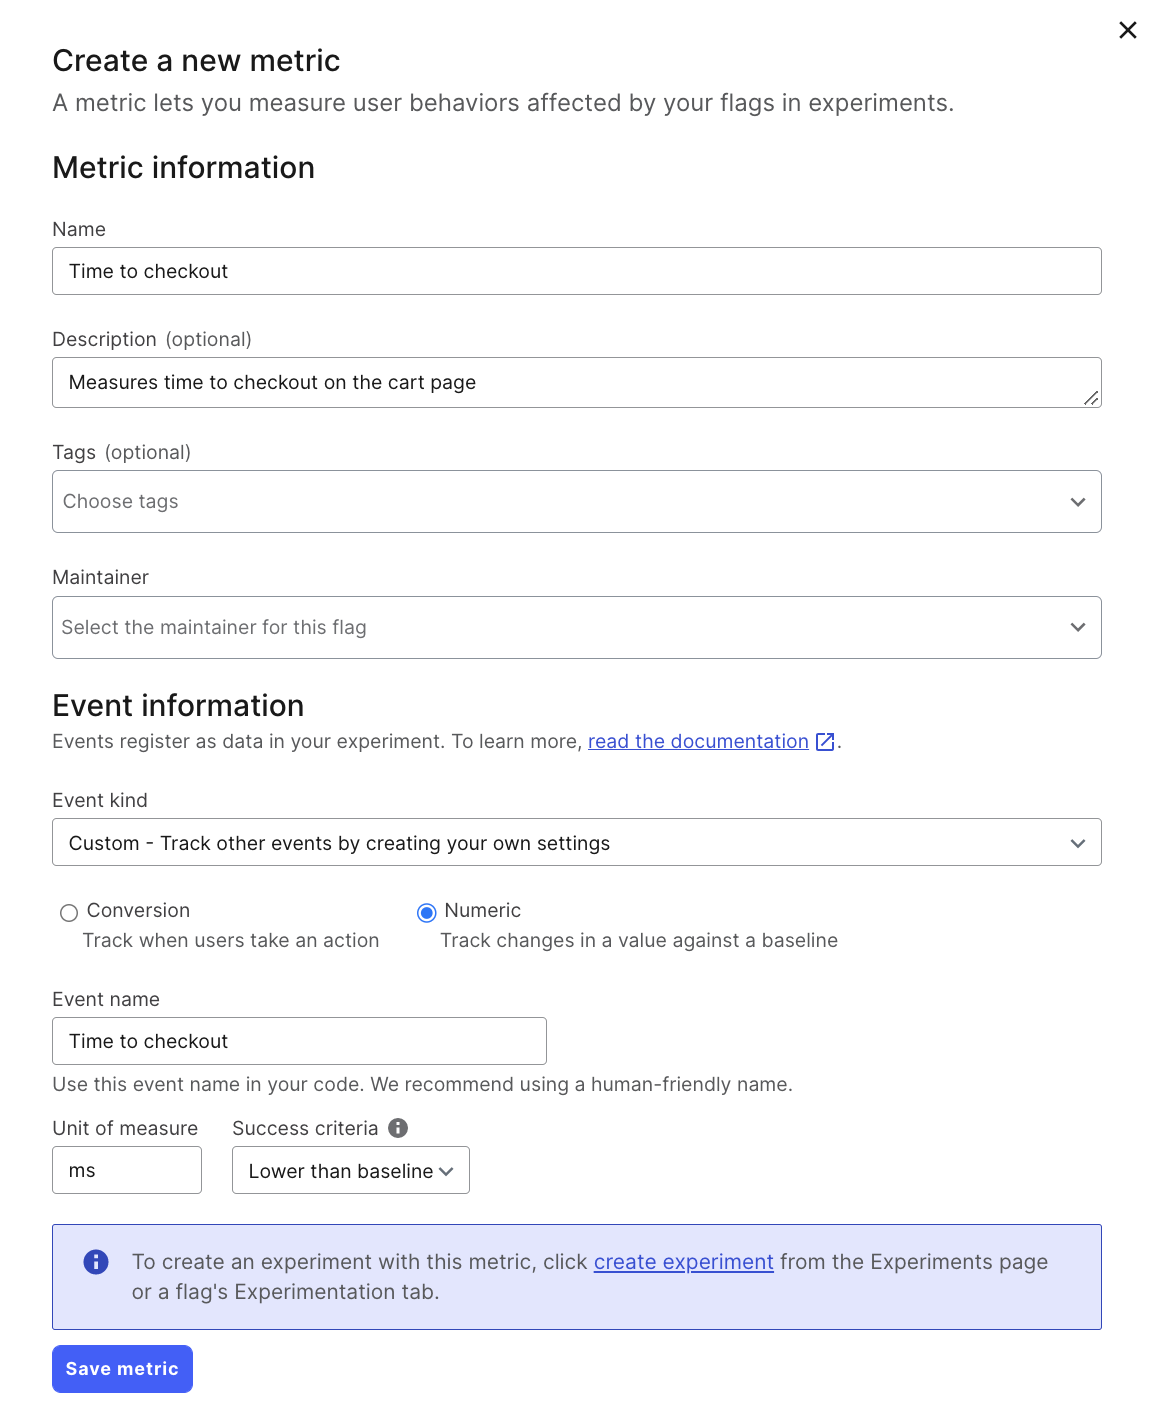 Create a new metric
A metric lets you measure user behaviors affected by your flags in experiments.
Metric information
Name
Time to checkout
Description (optional)
Measures time to checkout on the cart page
Tags (optional)
Choose tags
Maintainer
Select the maintainer for this flag
Event information
Events register as data in your experiment. To learn more, read the documentation.
Event kind
Custom - Track other events by creating your own settings
Conversion
Track when users take an action
Numeric
Track changes in a value against a baseline
Event name
Time to checkout
Use this event name in your code. We recommend using a human-friendly name.
Unit of measure
ms
Success criteria
Lower than baseline
To create an experiment with this metric, click create experiment from the Experiments page
or a flag's Experimentation tab.
Save metric